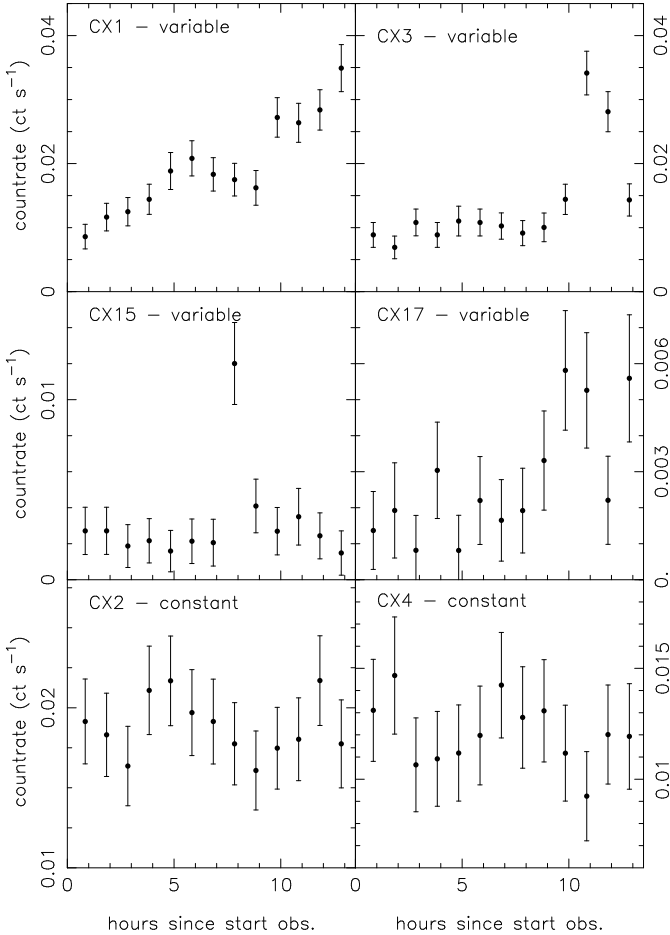 CX1 – variable
CX3 – variable
0.04
0.04
countrate (ct s⁻¹)
0.02
0.02
0
0
CX15 – variable
CX17 – variable
countrate (ct s⁻¹)
0.01
0.006
0.003
0
0.
CX2 – constant
CX4 – constant
countrate (ct s⁻¹)
0.02
0.015
0.01
0.01
0 5 10 0 5 10
hours since start obs. hours since start obs.